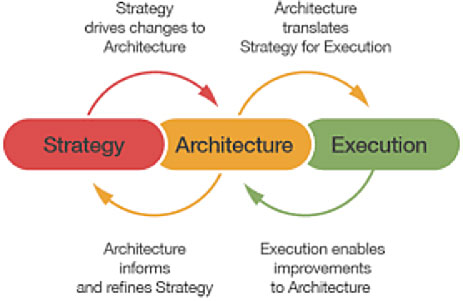 Strategy
drives changes to
Architecture
Architecture
translates
Strategy for Execution
Strategy
Architecture
Execution
Architecture
informs
and refines Strategy
Execution enables
improvements
to Architecture